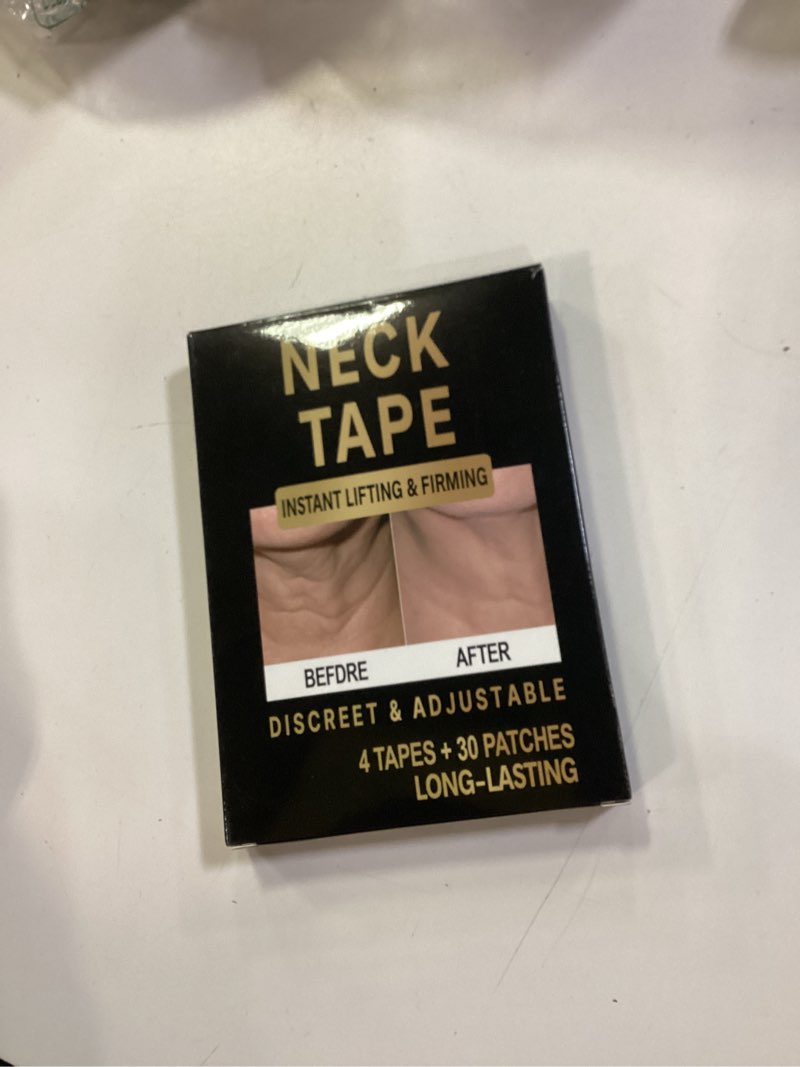 NECK
TAPE
INSTANT LIFTING & FIRMING
BEFDRE
AFTER
DISCREET & ADJUSTABLE
4 TAPES + 30 PATCHES
LONG-LASTING